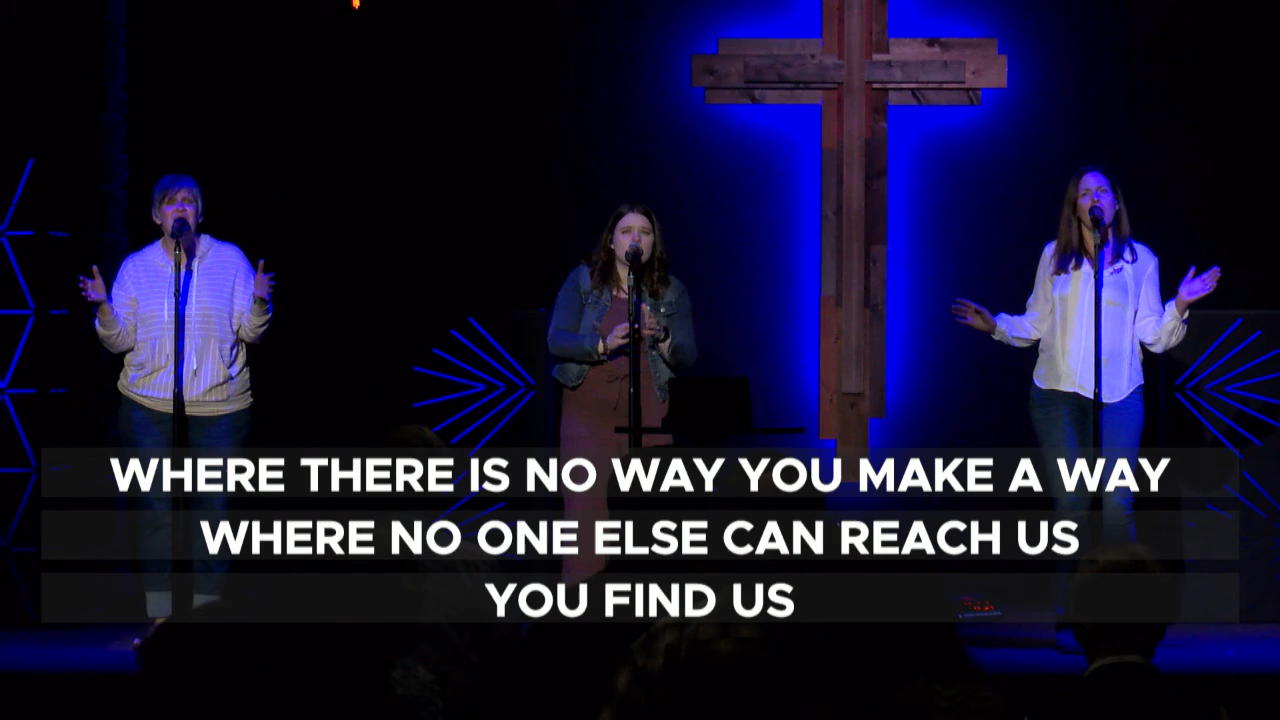 WHERE THERE IS NO WAY YOU MAKE A WAY
WHERE NO ONE ELSE CAN REACH US
YOU FIND US